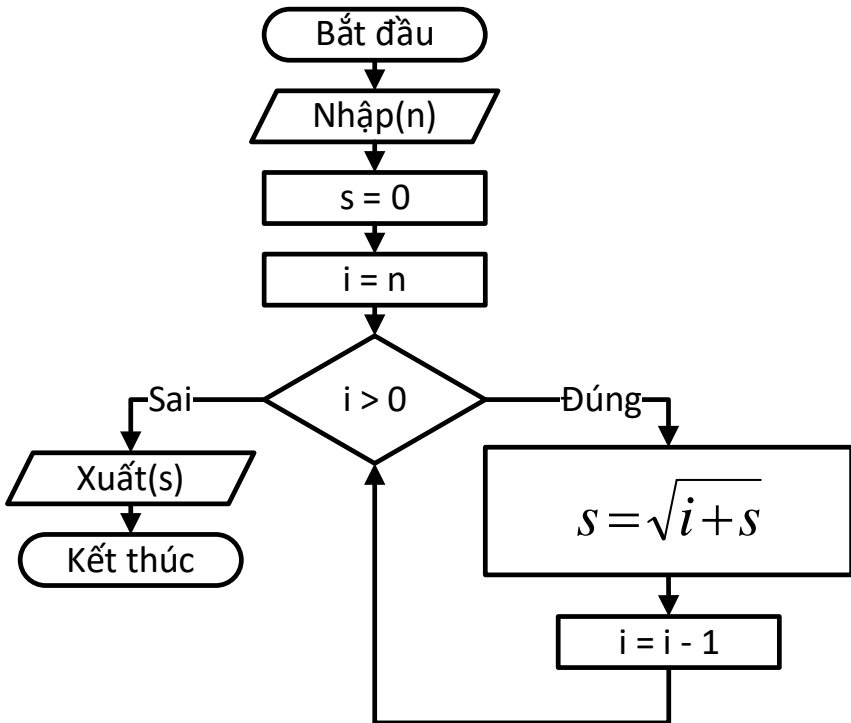 Bắt đầu
Nhập(n)
s = 0
i = n
i > 0
Sai
Đúng
Xuất(s)
Kết thúc
s = √i + s
i = i - 1